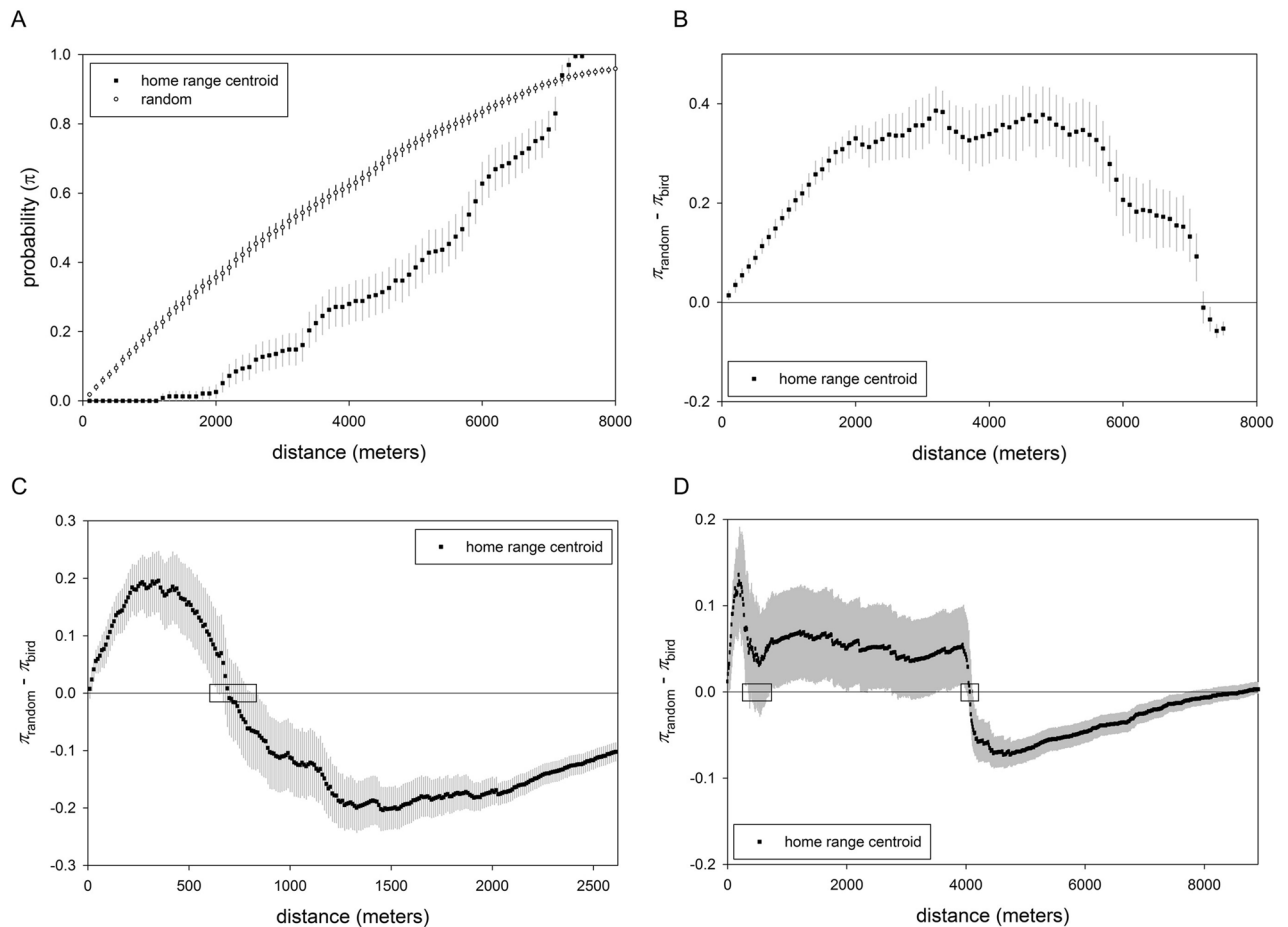 A
1.0
0.8
0.6
0.4
0.2
0.0
probability (π)
home range centroid
random
2000
4000
6000
8000
distance (meters)
B
0.4
0.2
0.0
-0.2
πrandom - πbird
home range centroid
0
2000
4000
6000
8000
distance (meters)
C
0.3
0.2
0.1
0.0
-0.1
-0.2
-0.3
πrandom - πbird
home range centroid
0
500
1000
1500
2000
2500
distance (meters)
D
0.2
0.1
0.0
-0.1
-0.2
πrandom - πbird
home range centroid
0
2000
4000
6000
8000
distance (meters)